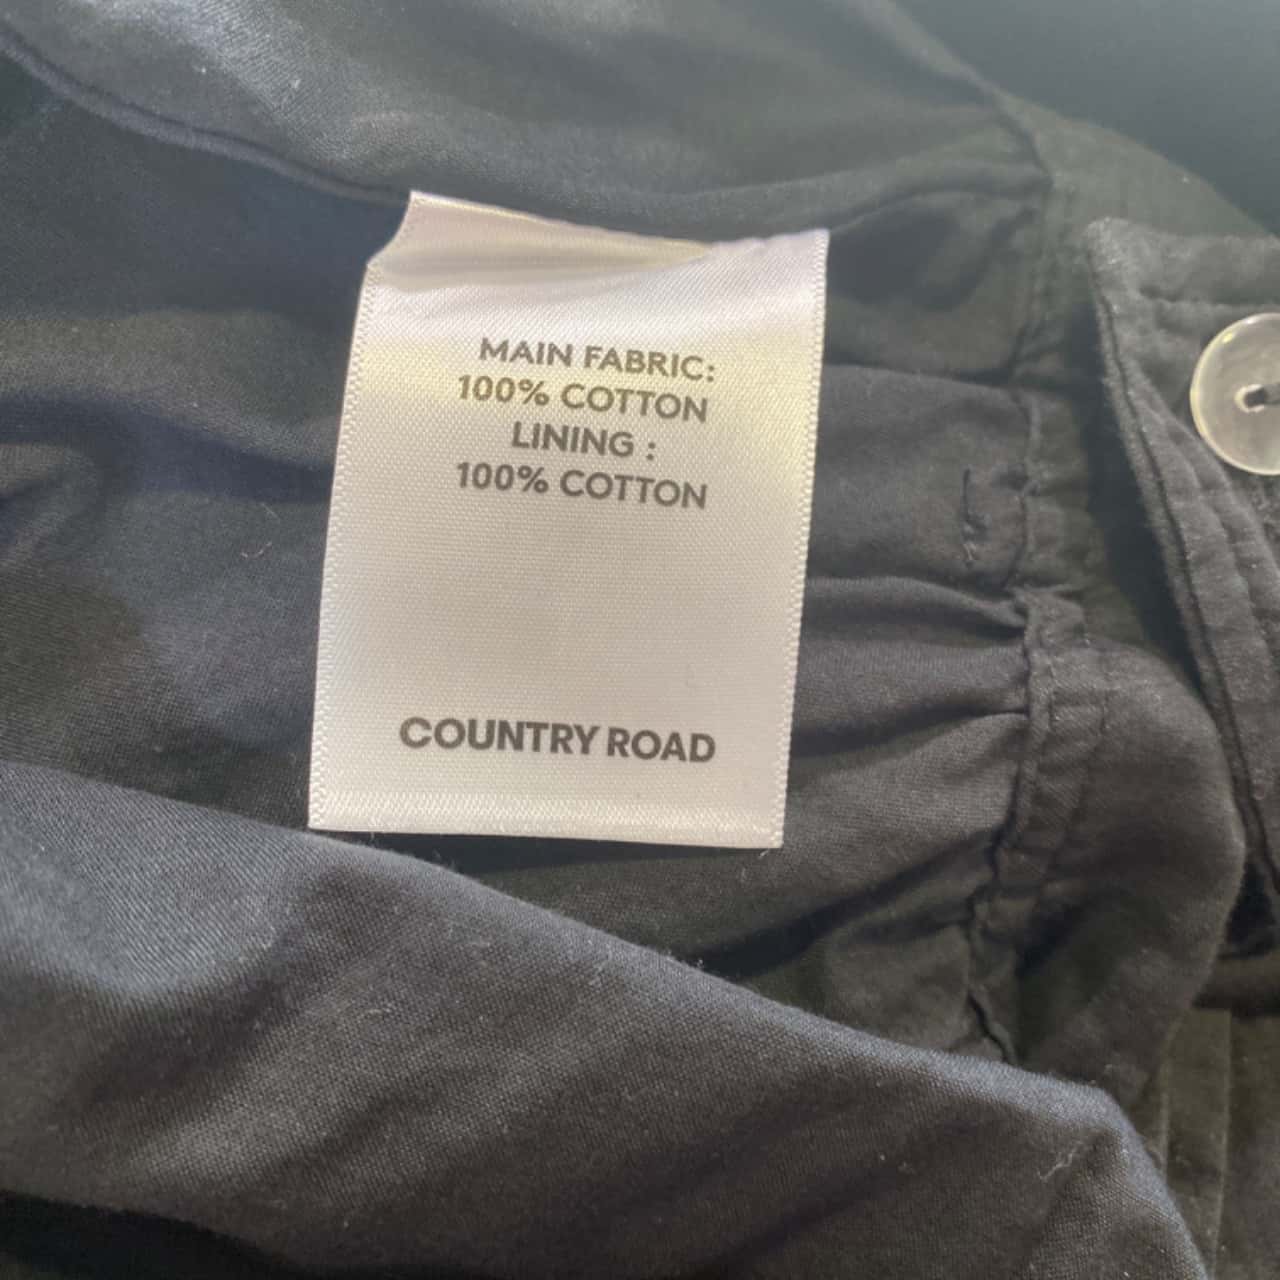 MAIN FABRIC:
100% COTTON
LINING :
100% COTTON
COUNTRY ROAD